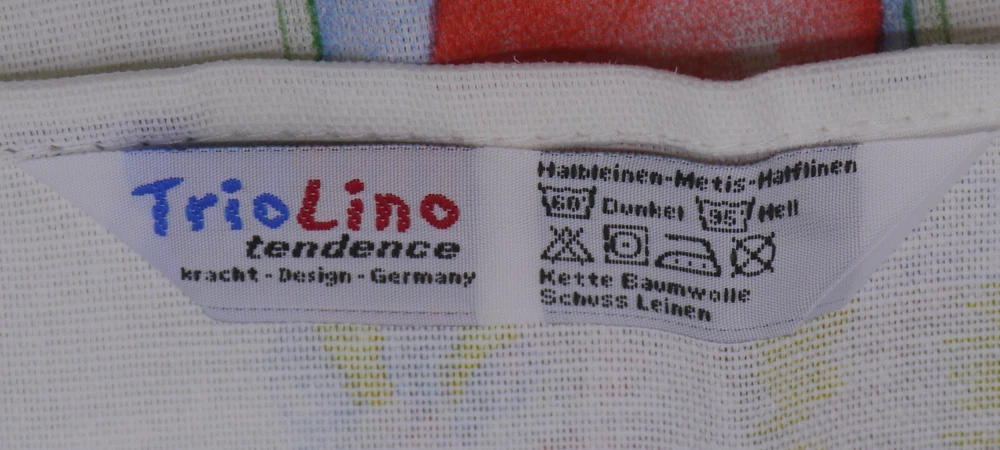 TrioLino
tendence
kracht - Design - Germany
Halbleinen-Metis-Halflinen
60 Dunkel 95 Hell
Kette Baumwolle
Schuss Leinen